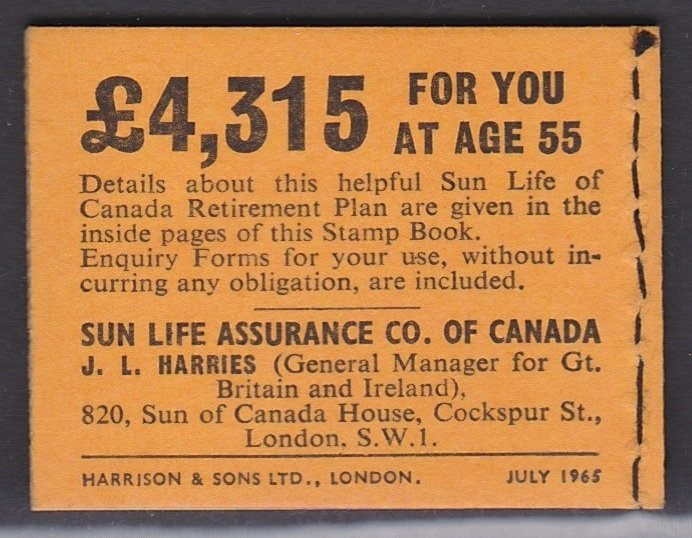 £4,315 FOR YOU
AT AGE 55
Details about this helpful Sun Life of
Canada Retirement Plan are given in the
inside pages of this Stamp Book.
Enquiry Forms for your use, without in-
curring any obligation, are included.
SUN LIFE ASSURANCE CO. OF CANADA
J. L. HARRIES (General Manager for Gt.
Britain and Ireland),
820, Sun of Canada House, Cockspur St.,
London. S.W.1.
HARRISON & SONS LTD., LONDON. JULY 1965